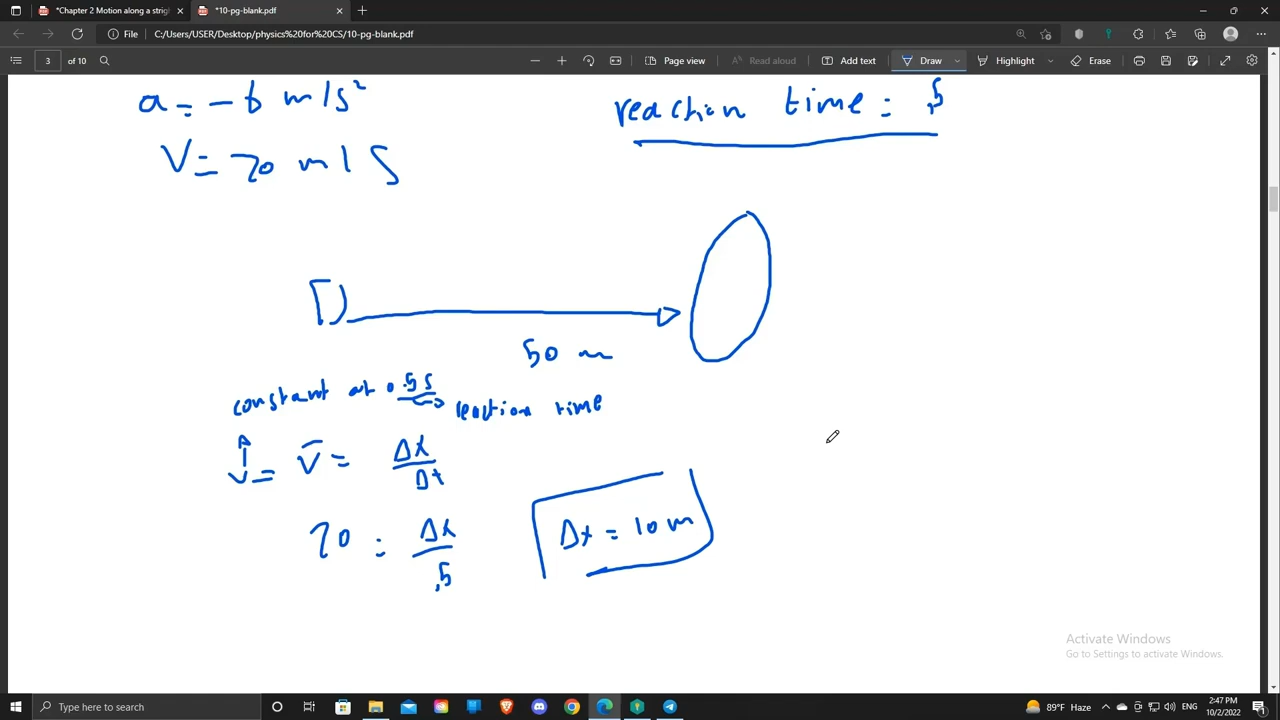 *Chapter 2 Motion along a strigh
*10-pg-blank.pdf
File
C:/Users/USER/Desktop/physics%20for%20CS/10-pg-blank.pdf
3 of 10
Page view
Read aloud
Add text
Draw
Highlight
Erase
a = -6 m/s²
reaction time = ,5
V = 20 m/s
50 m
constant at 0.5s reaction time
V = V̄ = Δx/Δt
20 = Δx/,5
Δx = 10 m
Activate Windows
Go to Settings to activate Windows.
Type here to search
89°F Haze
2:47 PM
10/2/2022